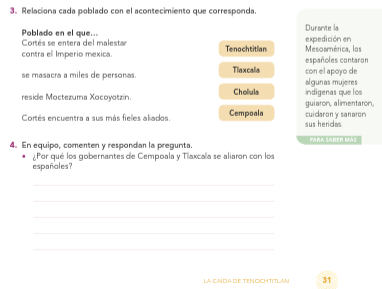 3. Relaciona cada poblado con el acontecimiento que corresponda.
Poblado en el que...
Cortés se entera del malestar
contra el Imperio mexica.
se masacra a miles de personas.
reside Moctezuma Xocoyotzin.
Cortés encuentra a sus más fieles aliados.
Tenochtitlan
Tlaxcala
Cholula
Cempoala
Durante la
expedición en
Mesoamérica, los
españoles contaron
con el apoyo de
algunas mujeres
indígenas que los
guiaron, alimentaron,
cuidaron y sanaron
sus heridas.
PARA SABER MÁS
4. En equipo, comenten y respondan la pregunta.
• ¿Por qué los gobernantes de Cempoala y Tlaxcala se aliaron con los
españoles?
LA CAÍDA DE TENOCHTITLAN 31